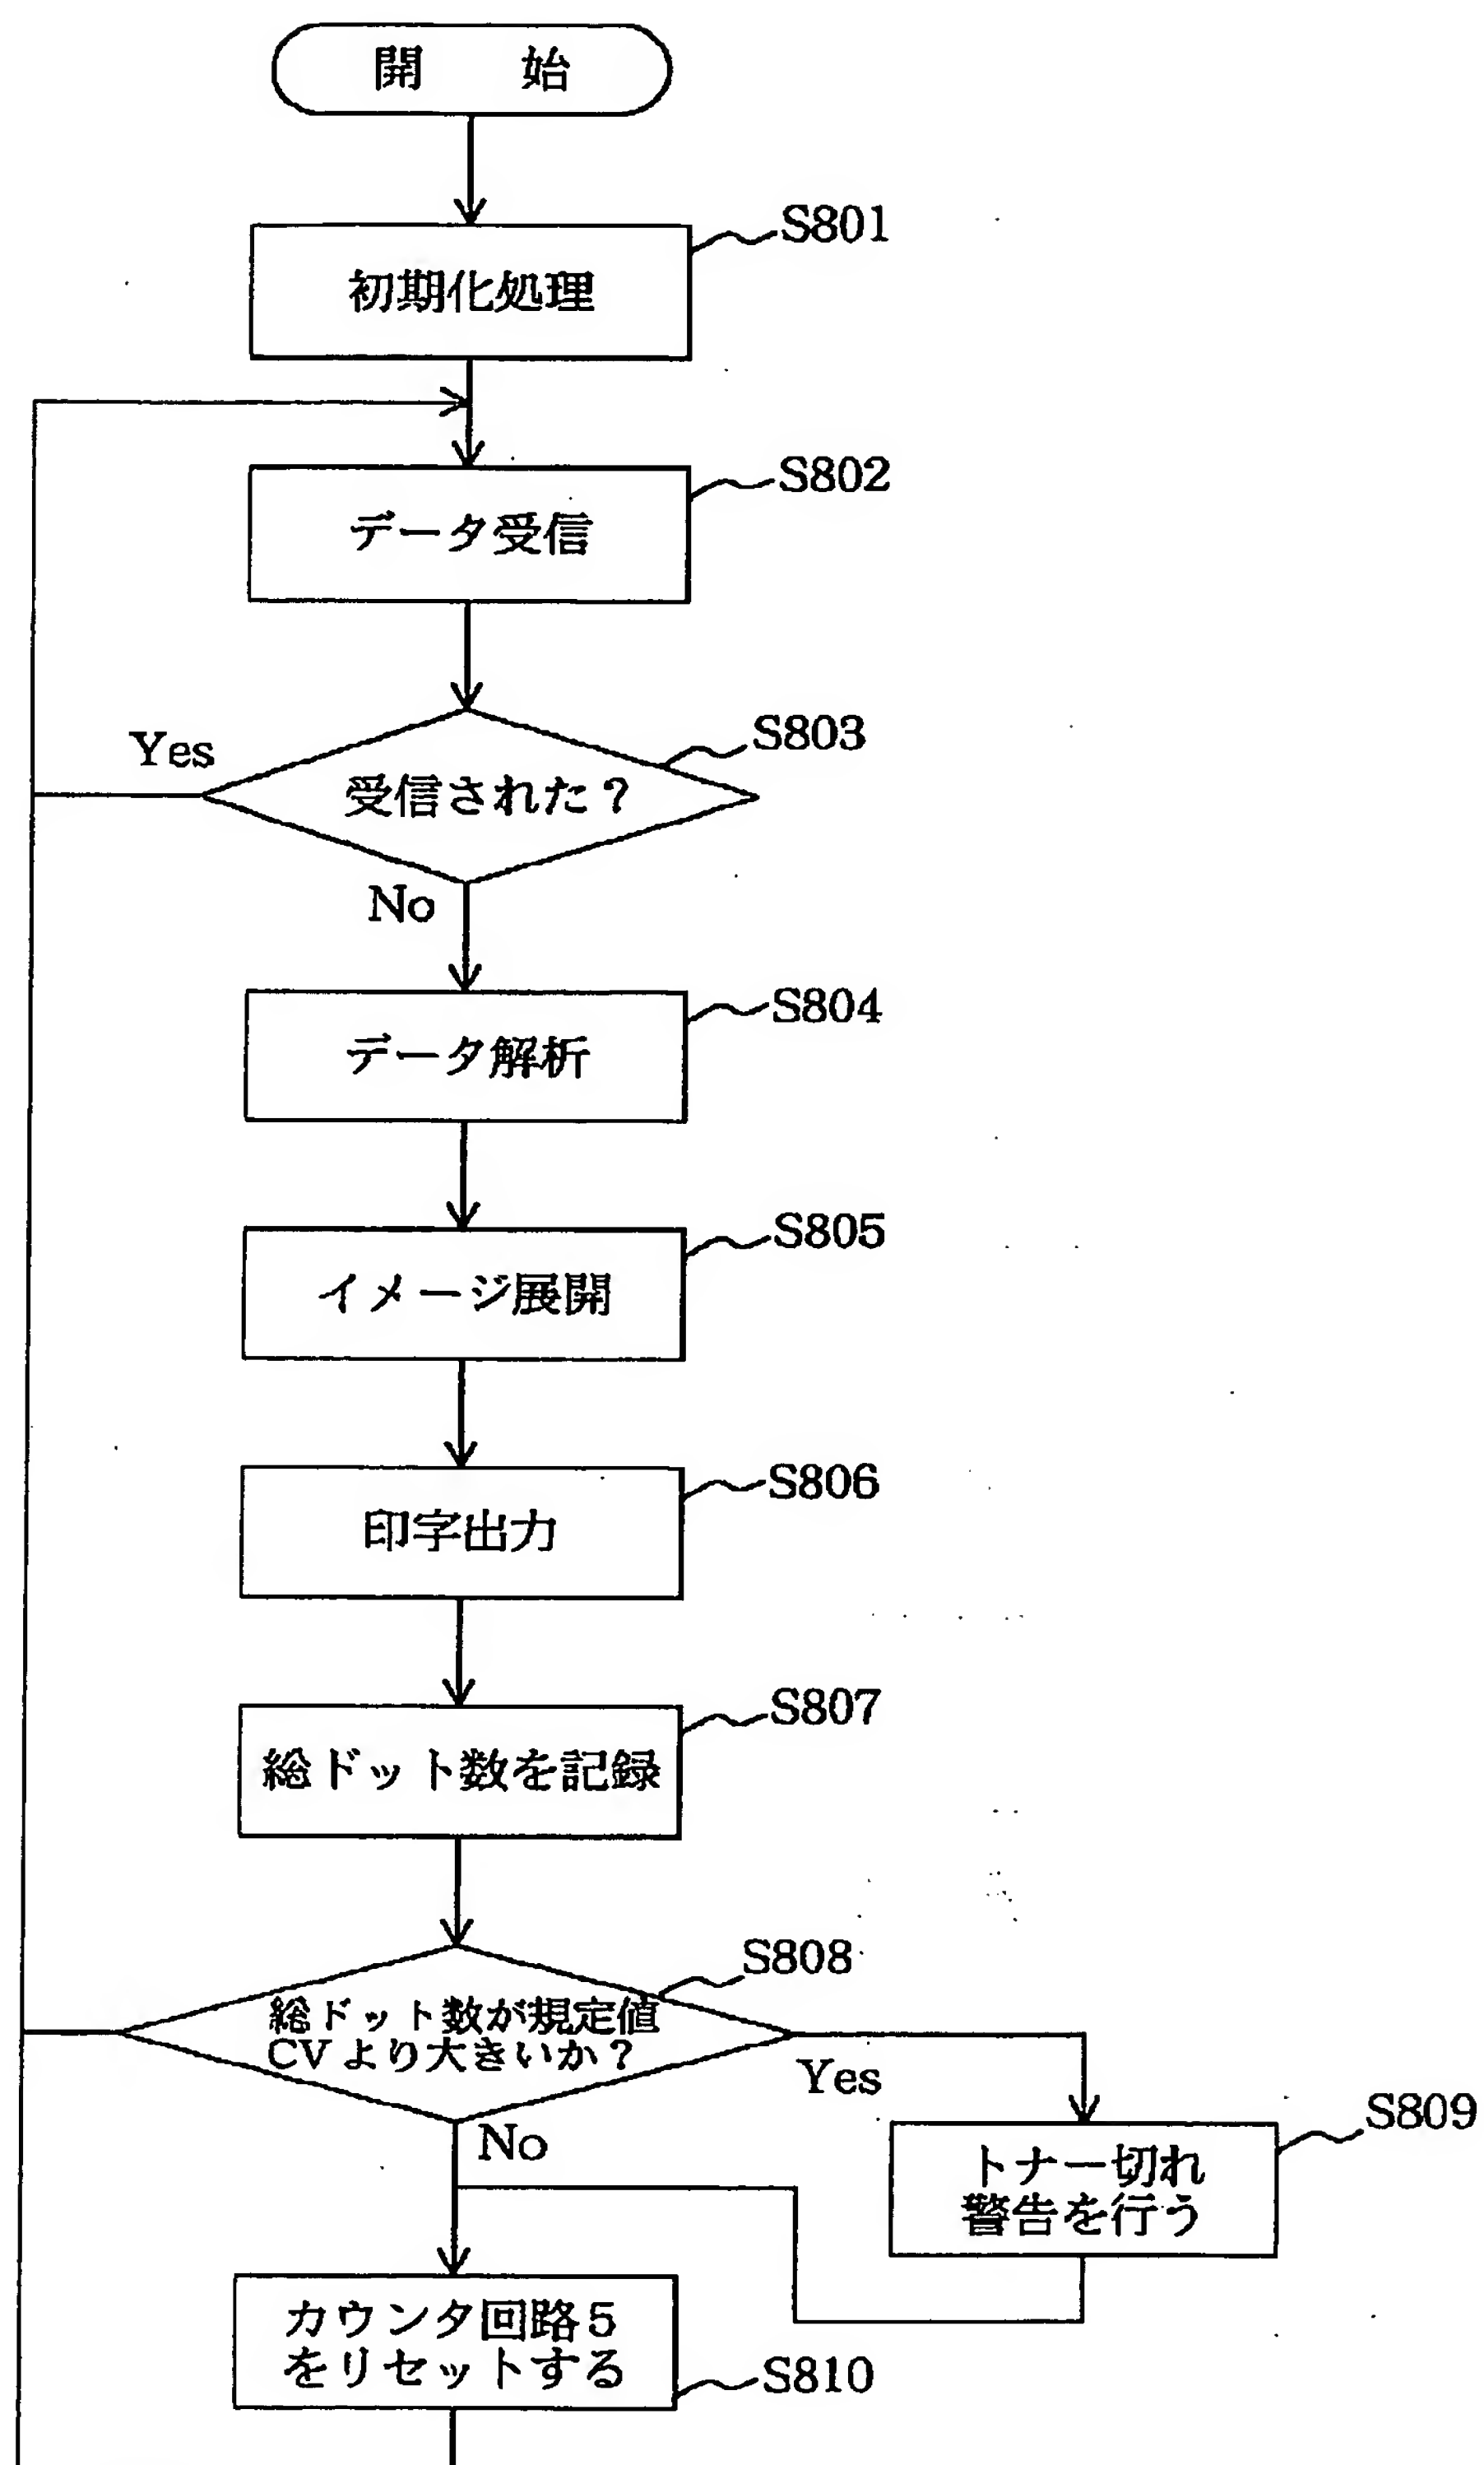 開 始
S801
初期化処理
S802
データ受信
S803
Yes
受信された？
No
S804
データ解析
S805
イメージ展開
S806
印字出力
S807
総ドット数を記録
S808
総ドット数が規定値
CVより大きいか？
Yes
No
S809
トナー切れ
警告を行う
カウンタ回路5
をリセットする
S810